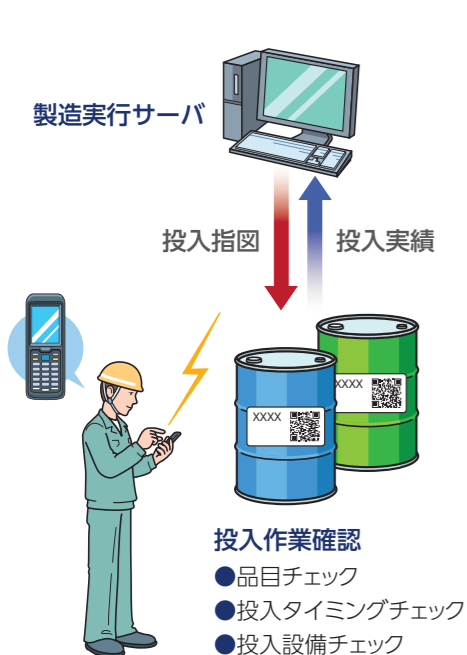 製造実行サーバ
投入指図
投入実績
XXXX
XXXX
投入作業確認
●品目チェック
●投入タイミングチェック
●投入設備チェック